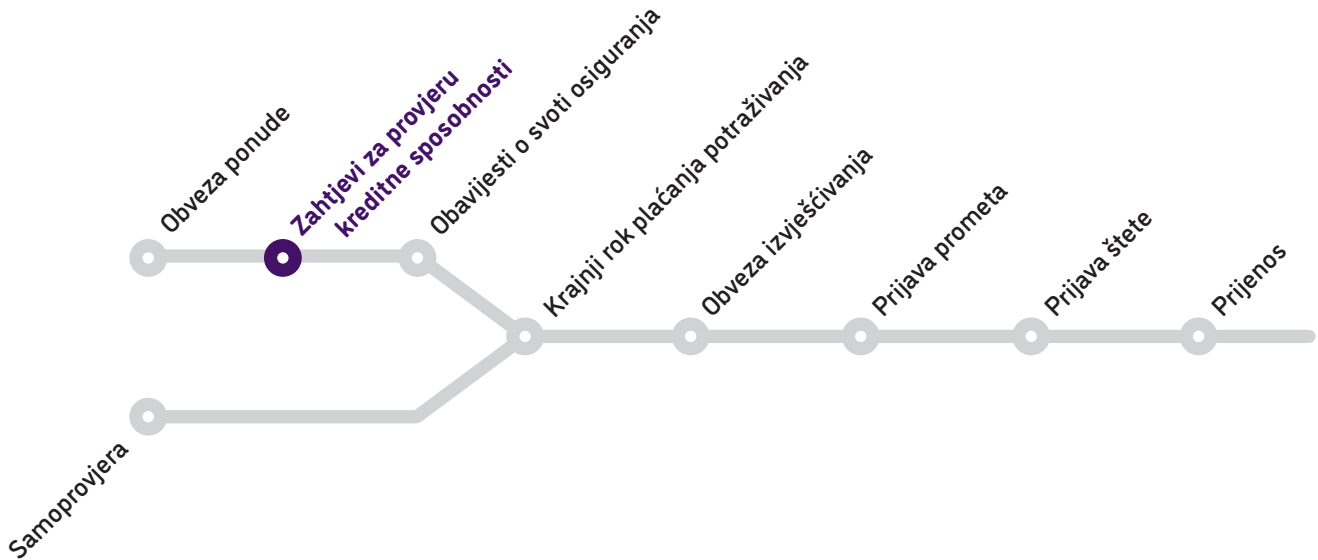 Obveza ponude
Zahtjevi za provjeru
kreditne sposobnosti
Obavijesti o svoti osiguranja
Krajnji rok plaćanja potraživanja
Obveza izvješćivanja
Prijava prometa
Prijava štete
Prijenos
Samoprovjera